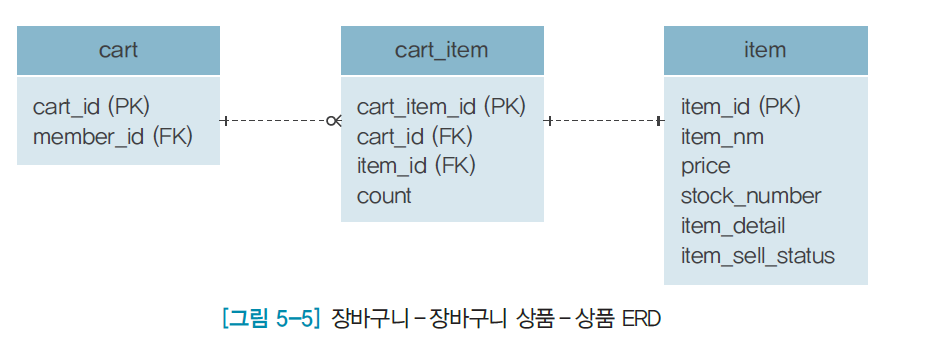 cart
cart_id (PK)
member_id (FK)
cart_item
cart_item_id (PK)
cart_id (FK)
item_id (FK)
count
item
item_id (PK)
item_nm
price
stock_number
item_detail
item_sell_status
[그림 5-5] 장바구니 - 장바구니 상품 - 상품 ERD